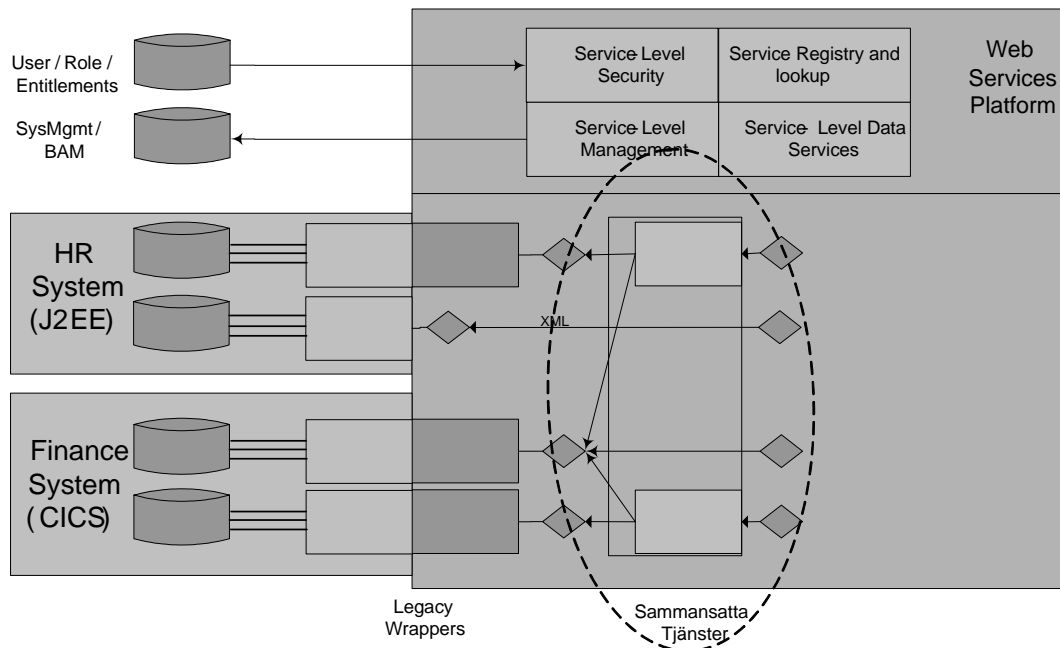 User / Role /
Entitlements
SysMgmt /
BAM
Service-Level
Security
Service Registry and
lookup
Service-Level
Management
Service- Level Data
Services
Web
Services
Platform
HR
System
(J2EE)
XML
Finance
System
( CICS)
Legacy
Wrappers
Sammansatta
Tjänster